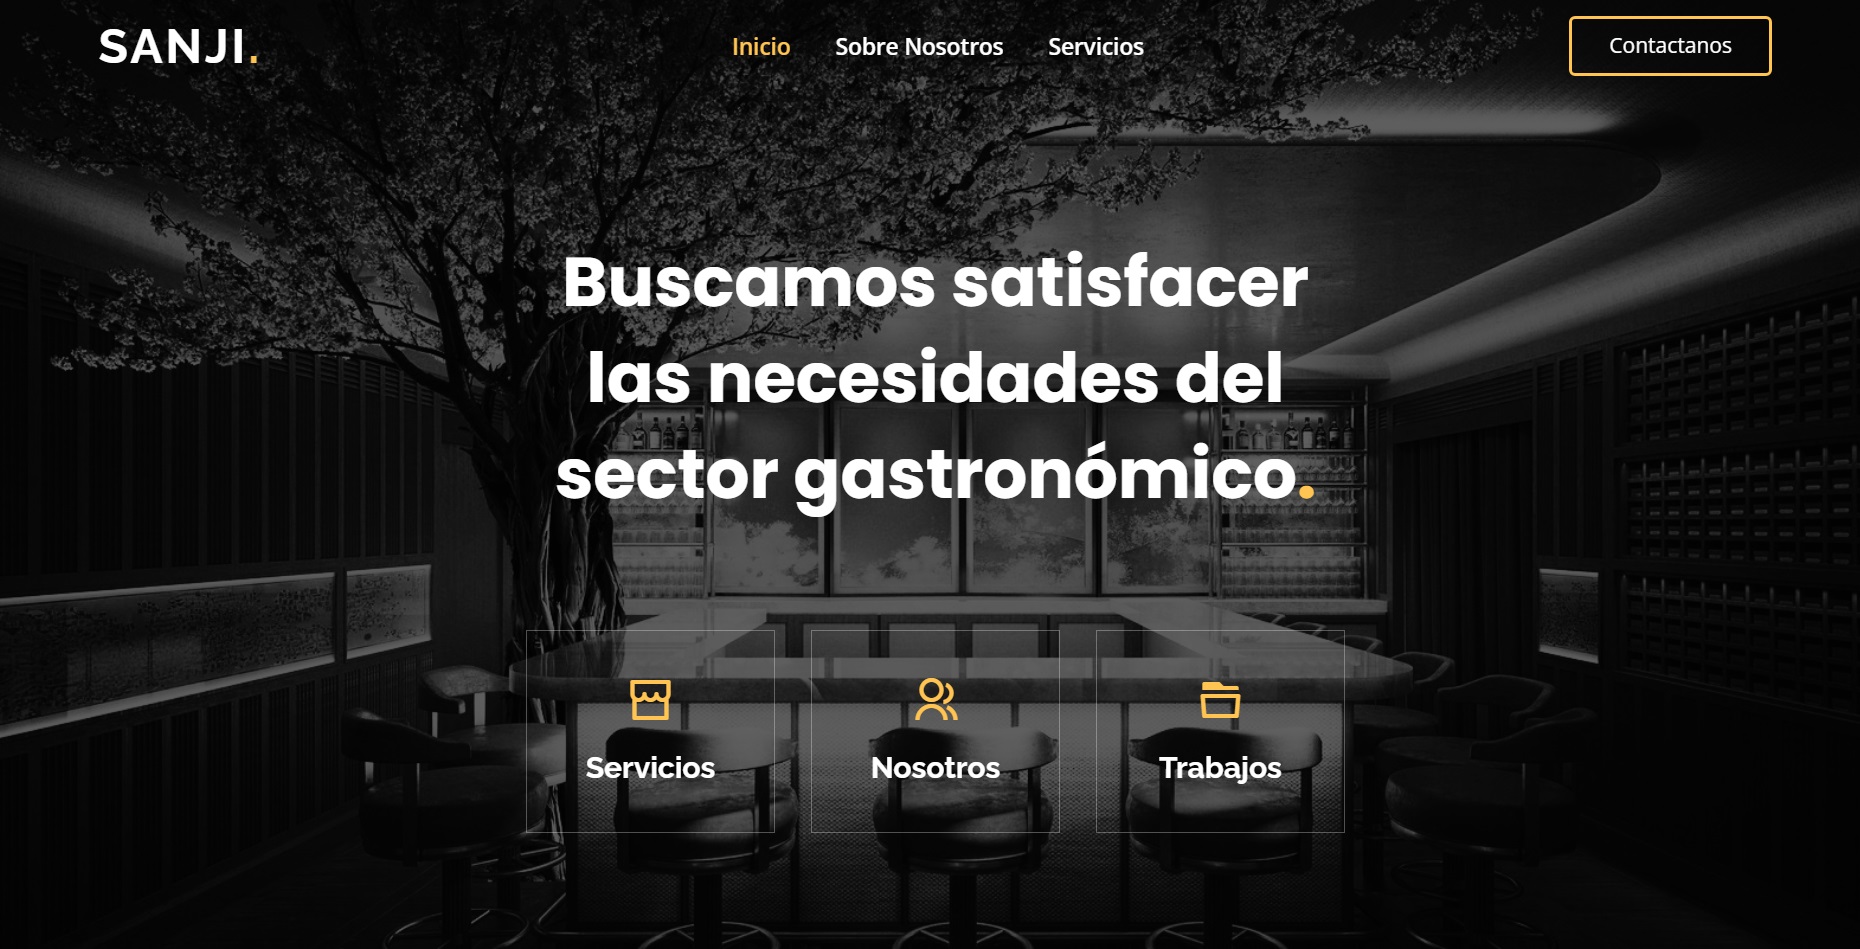 SANJI.
Inicio
Sobre Nosotros
Servicios
Contactanos
Buscamos satisfacer
las necesidades del
sector gastronómico.
Servicios
Nosotros
Trabajos